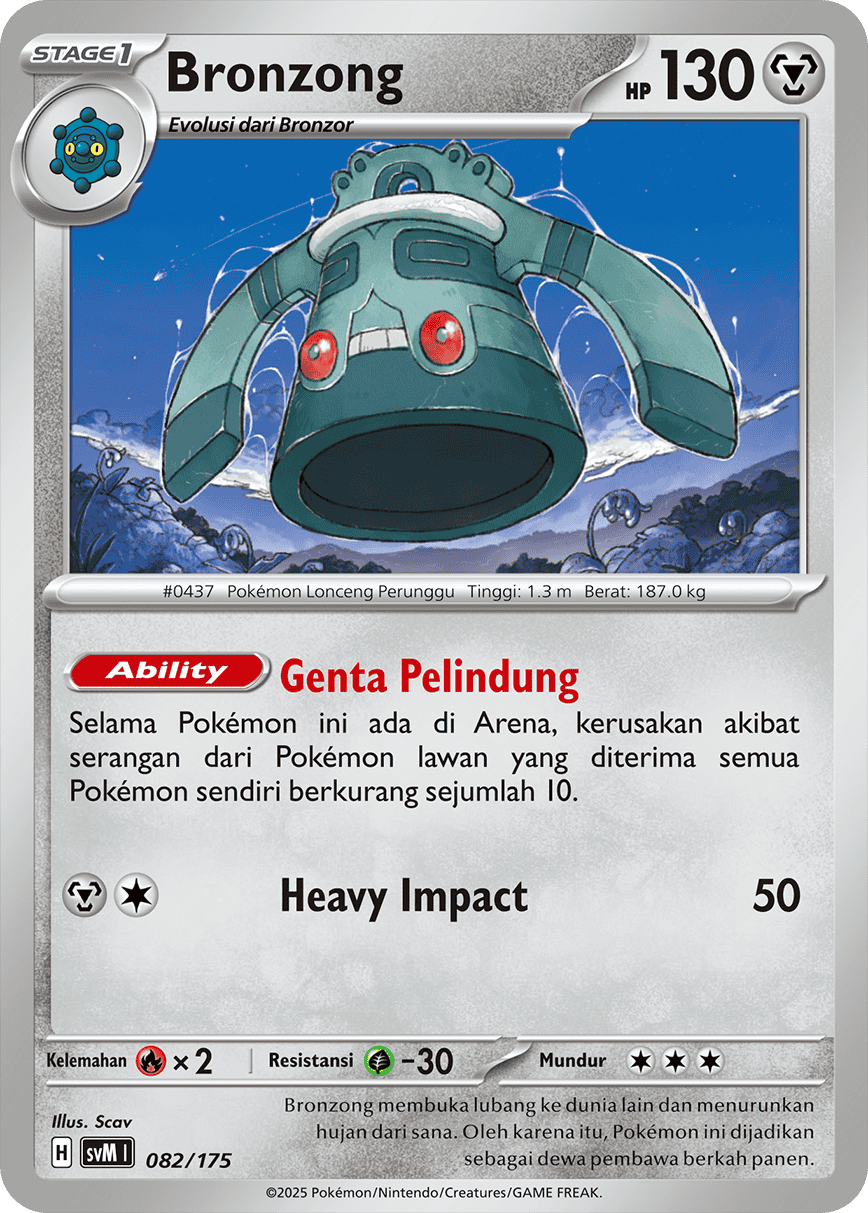 STAGE1
Bronzong
HP 130
Evolusi dari Bronzor
#0437 Pokémon Lonceng Perunggu Tinggi: 1.3 m Berat: 187.0 kg
Ability Genta Pelindung
Selama Pokémon ini ada di Arena, kerusakan akibat
serangan dari Pokémon lawan yang diterima semua
Pokémon sendiri berkurang sejumlah 10.
Heavy Impact 50
Kelemahan ×2 Resistansi -30 Mundur
Illus. Scav
Bronzong membuka lubang ke dunia lain dan menurunkan
hujan dari sana. Oleh karena itu, Pokémon ini dijadikan
sebagai dewa pembawa berkah panen.
H svM I 082/175
©2025 Pokémon/Nintendo/Creatures/GAME FREAK.